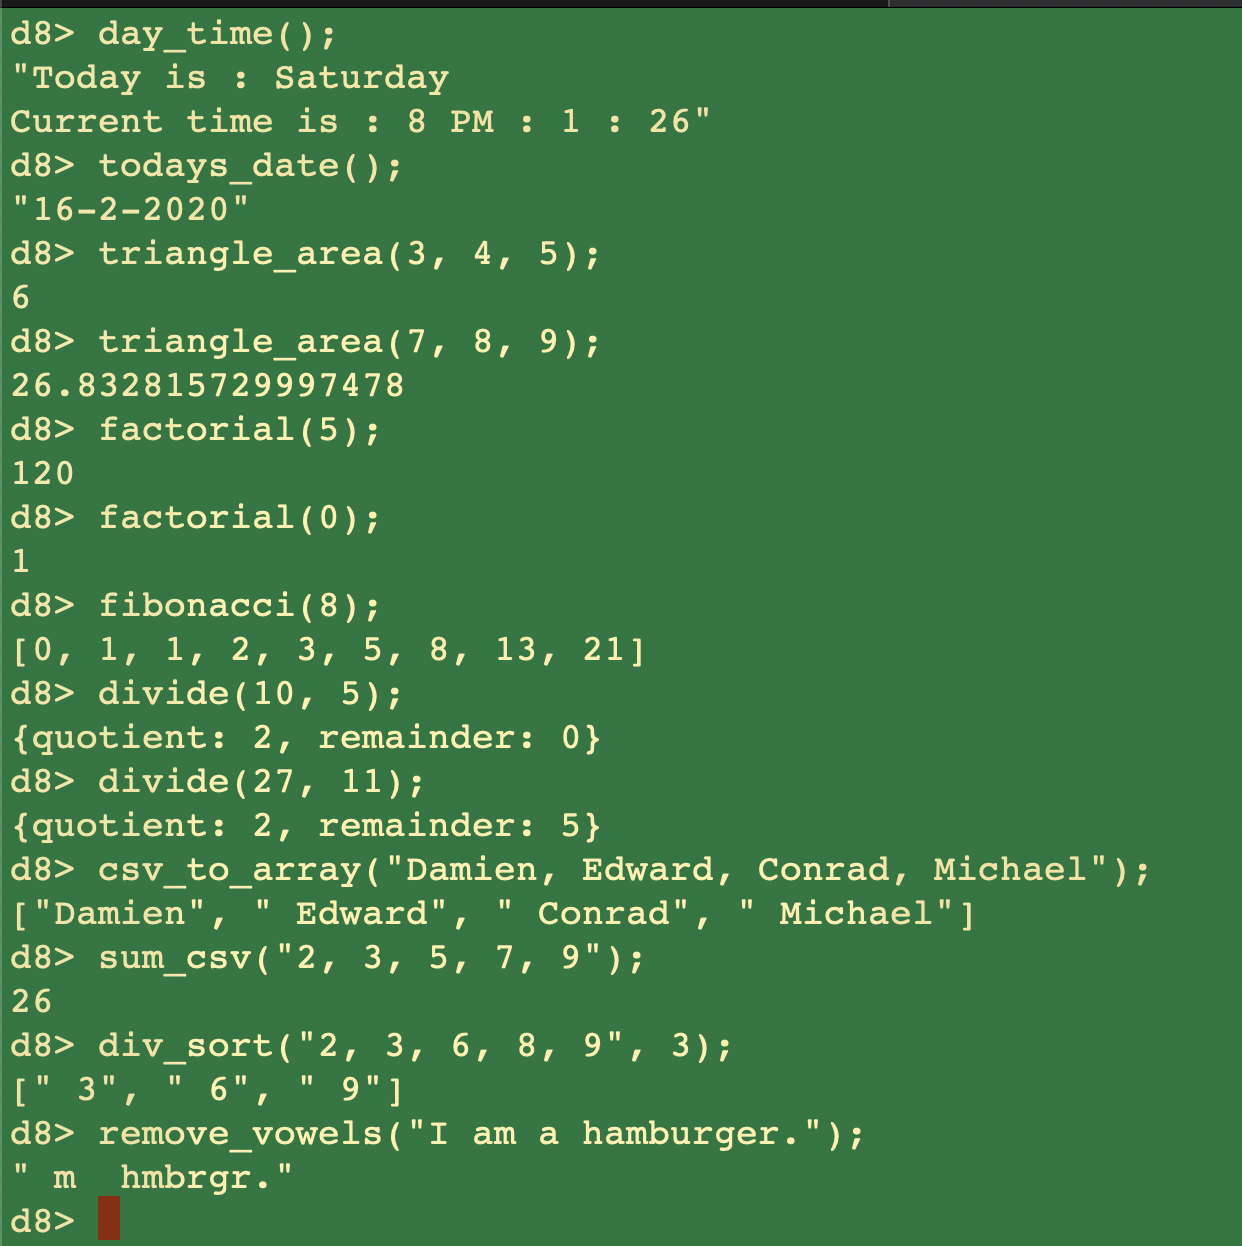 d8> day_time();
"Today is : Saturday
Current time is : 8 PM : 1 : 26"
d8> todays_date();
"16-2-2020"
d8> triangle_area(3, 4, 5);
6
d8> triangle_area(7, 8, 9);
26.832815729997478
d8> factorial(5);
120
d8> factorial(0);
1
d8> fibonacci(8);
[0, 1, 1, 2, 3, 5, 8, 13, 21]
d8> divide(10, 5);
{quotient: 2, remainder: 0}
d8> divide(27, 11);
{quotient: 2, remainder: 5}
d8> csv_to_array("Damien, Edward, Conrad, Michael");
["Damien", " Edward", " Conrad", " Michael"]
d8> sum_csv("2, 3, 5, 7, 9");
26
d8> div_sort("2, 3, 6, 8, 9", 3);
[" 3", " 6", " 9"]
d8> remove_vowels("I am a hamburger.");
" m  hmbrgr."
d8>